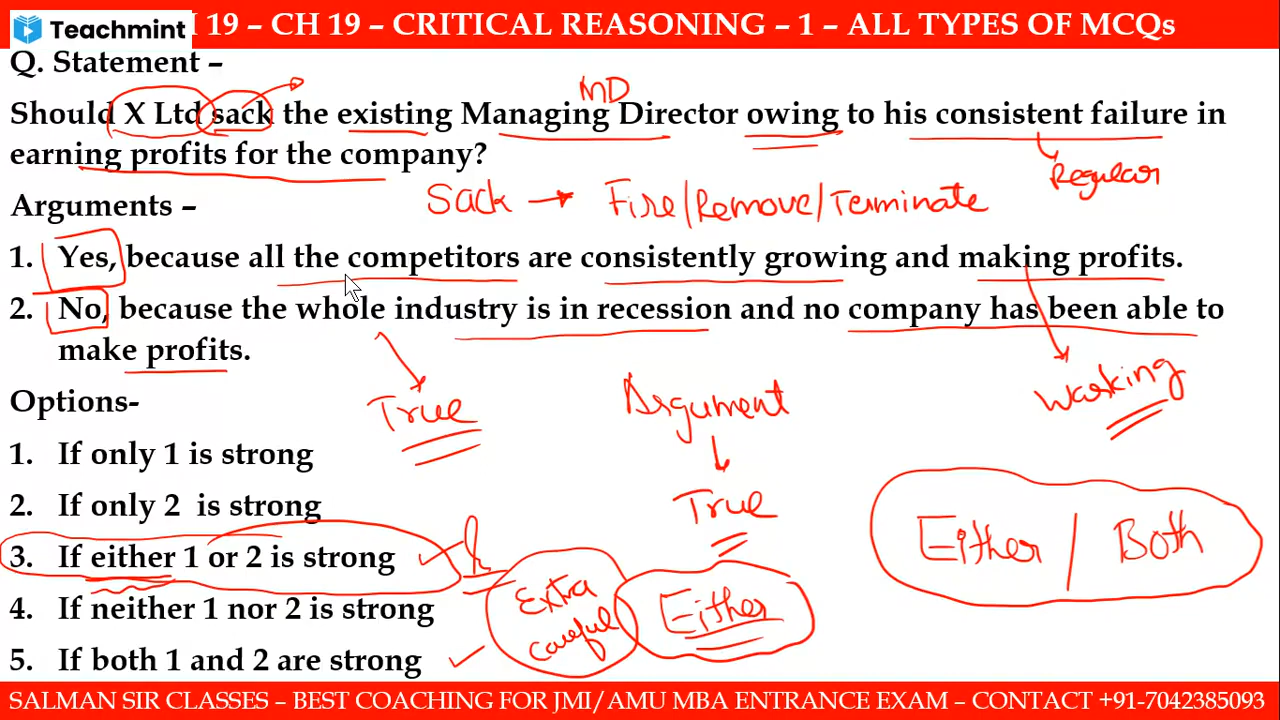 Teachmint
19 – CH 19 – CRITICAL REASONING – 1 – ALL TYPES OF MCQs
Q. Statement –
MD
Should X Ltd sack the existing Managing Director owing to his consistent failure in
earning profits for the company?
Regular
Sack → Fire/Remove/Terminate
Arguments –
1. Yes, because all the competitors are consistently growing and making profits.
2. No, because the whole industry is in recession and no company has been able to
make profits.
Working
True
Argument
True
Options-
1. If only 1 is strong
2. If only 2 is strong
3. If either 1 or 2 is strong
Either / Both
4. If neither 1 nor 2 is strong
Extra
careful
Either
5. If both 1 and 2 are strong
SALMAN SIR CLASSES – BEST COACHING FOR JMI/AMU MBA ENTRANCE EXAM – CONTACT +91-7042385093